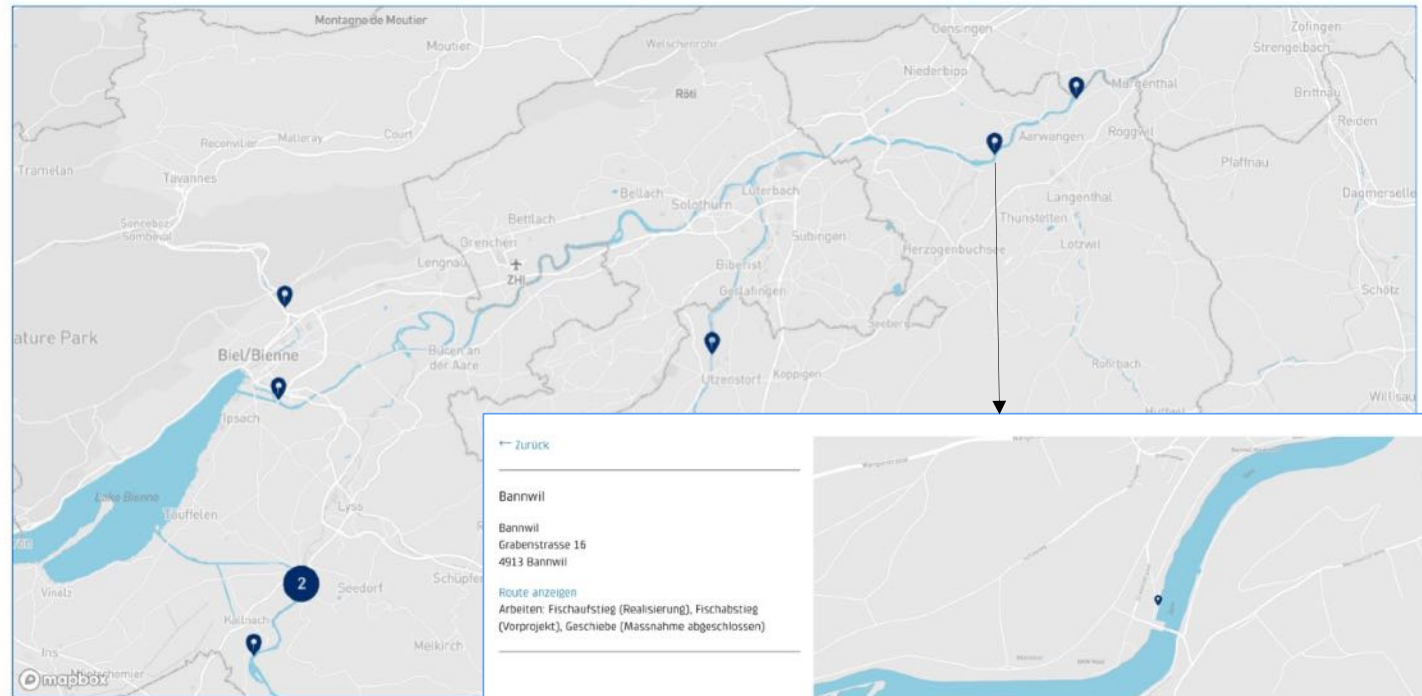 Montagne de Moutier
Moutier
Welschenrohr
Oensingen
Zofingen
Strengelbach
Niederbipp
Röti
Murgenthal
Brittnau
Reconvilier
Malleray
Court
Aarwangen
Roggwil
Reiden
Tramelan
Tavannes
Pfaffnau
Bellach
Solothurn
Luterbach
Langenthal
Dagmerselle
Sonceboz
Sombeval
Bettlach
Thunstetten
Grenchen
Subingen
Lotzwil
Lengnau
Herzogenbuchsee
ZHI
Biberist
Gerlafingen
Schötz
Seeberg
ature Park
Biel/Bienne
Büren an
der Aare
Utzenstorf
Koppigen
Rohrbach
Willisau
Ipsach
Huttwil
Lake Bienne
Täuffelen
Lyss
2
Seedorf
Schüpfe
Vinelz
Kallnach
Meikirch
Ins
mapbox
← Zurück
Bannwil
Bannwil
Grabenstrasse 16
4913 Bannwil
Route anzeigen
Arbeiten: Fischaufstieg (Realisierung), Fischabstieg
(Vorprojekt), Geschiebe (Massnahme abgeschlossen)